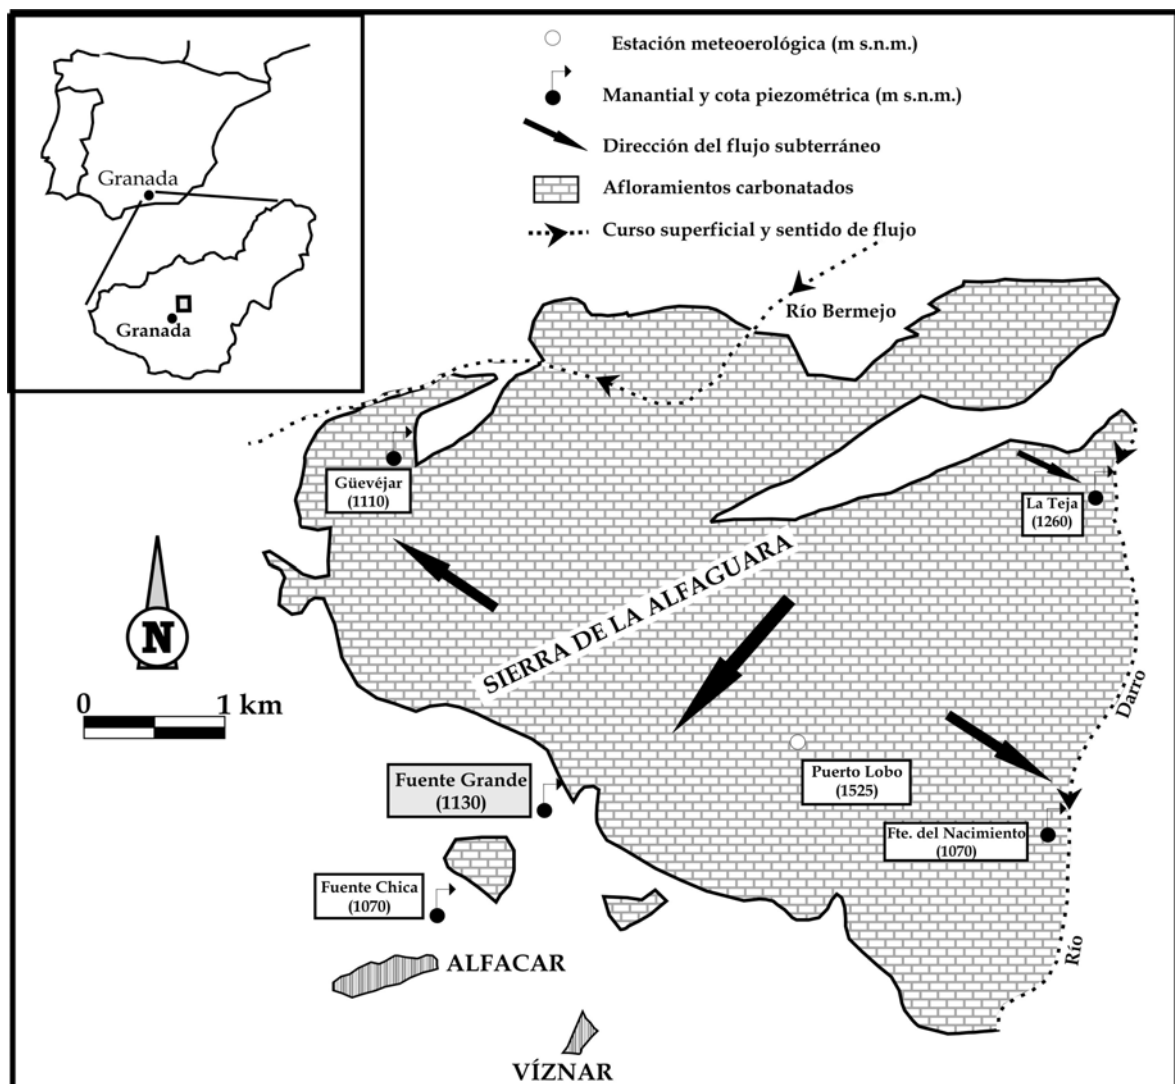 Estación meteoerológica (m s.n.m.)
Manantial y cota piezométrica (m s.n.m.)
Dirección del flujo subterráneo
Afloramientos carbonatados
Curso superficial y sentido de flujo
Granada
Granada
Río Bermejo
Güevéjar
(1110)
La Teja
(1260)
SIERRA DE LA ALFAGUARA
N
0 1 km
Darro
Fuente Grande
(1130)
Puerto Lobo
(1525)
Fte. del Nacimiento
(1070)
Fuente Chica
(1070)
Río
ALFACAR
VÍZNAR